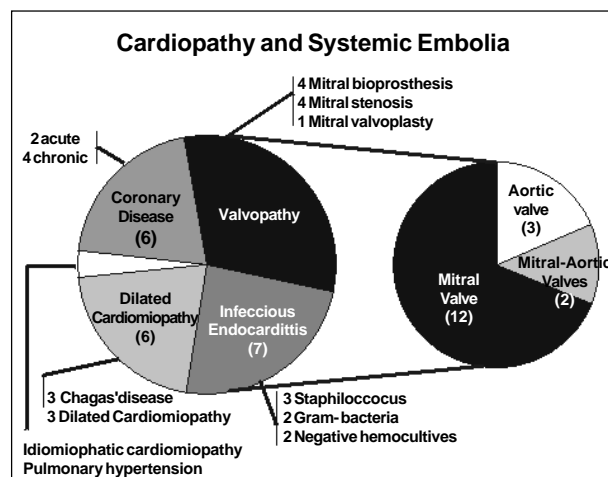 Cardiopathy and Systemic Embolia
4 Mitral bioprosthesis
4 Mitral stenosis
1 Mitral valvoplasty
2 acute
4 chronic
Coronary
Disease
(6)
Valvopathy
Aortic
valve
(3)
Mitral-Aortic
Valves
(2)
Mitral
Valve
(12)
Dilated
Cardiomiopathy
(6)
Infeccious
Endocardittis
(7)
3 Chagas'disease
3 Dilated Cardiomiopathy
3 Staphiloccocus
2 Gram- bacteria
2 Negative hemocultives
Idiomiophatic cardiomiopathy
Pulmonary hypertension